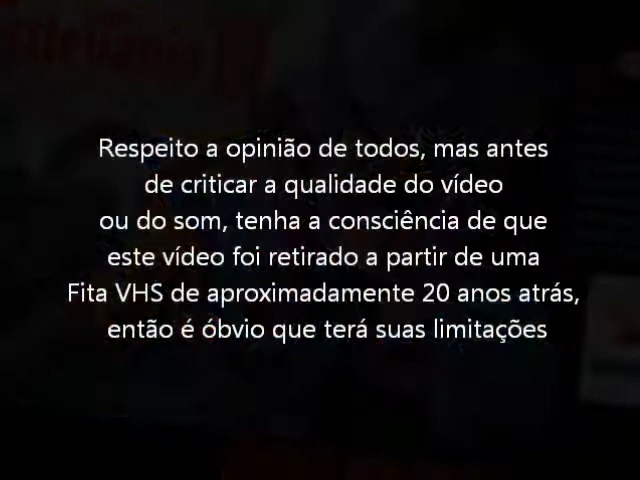 Respeito a opinião de todos, mas antes
de criticar a qualidade do vídeo
ou do som, tenha a consciência de que
este vídeo foi retirado a partir de uma
Fita VHS de aproximadamente 20 anos atrás,
então é óbvio que terá suas limitações